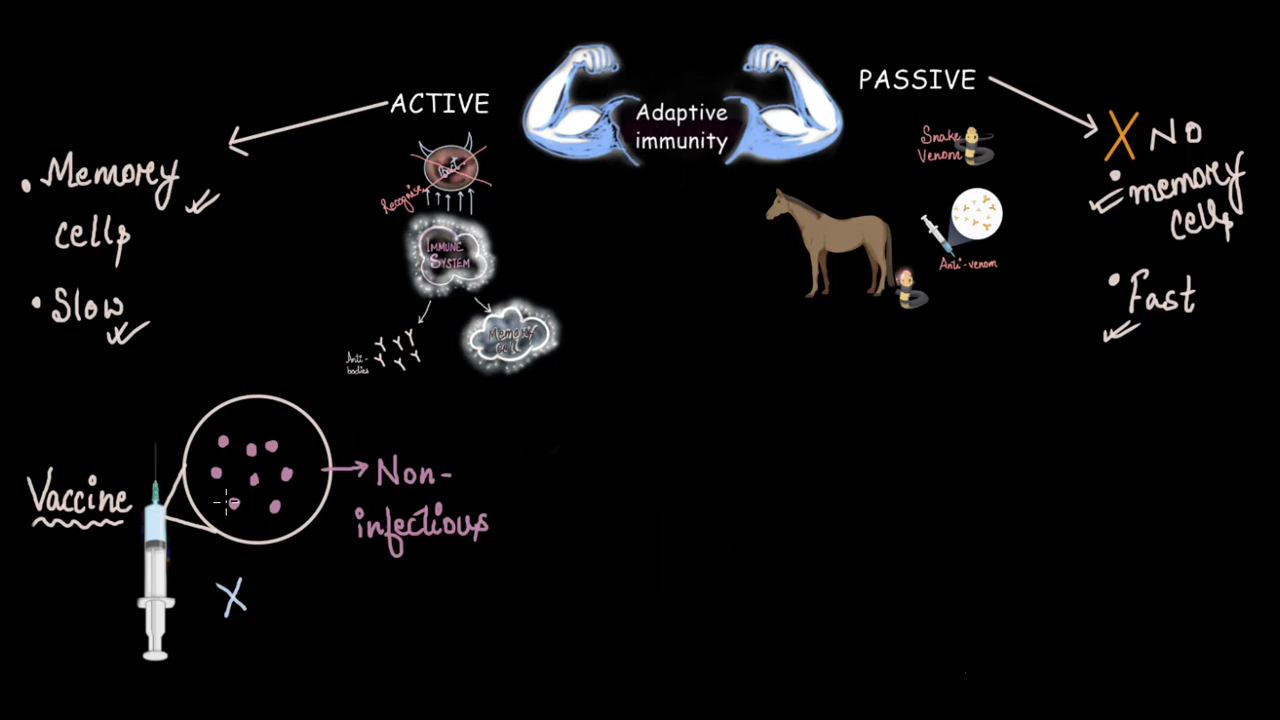 Adaptive
immunity
ACTIVE
• Memory
cells
• Slow
Recognise
Bact
IMMUNE
SYSTEM
Anti-
bodies
Memory
cell
PASSIVE
Snake
Venom
Anti-venom
X NO
• memory
cells
• Fast
Vaccine
Non-
infectious
X